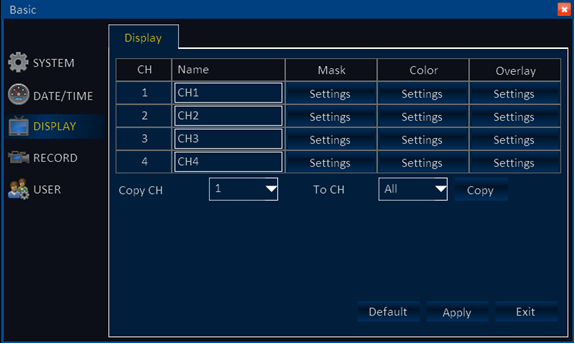 Basic
Display
SYSTEM
DATE/TIME
DISPLAY
RECORD
USER
CH Name Mask Color Overlay
1 CH1 Settings Settings Settings
2 CH2 Settings Settings Settings
3 CH3 Settings Settings Settings
4 CH4 Settings Settings Settings
Copy CH 1 To CH All Copy
Default Apply Exit